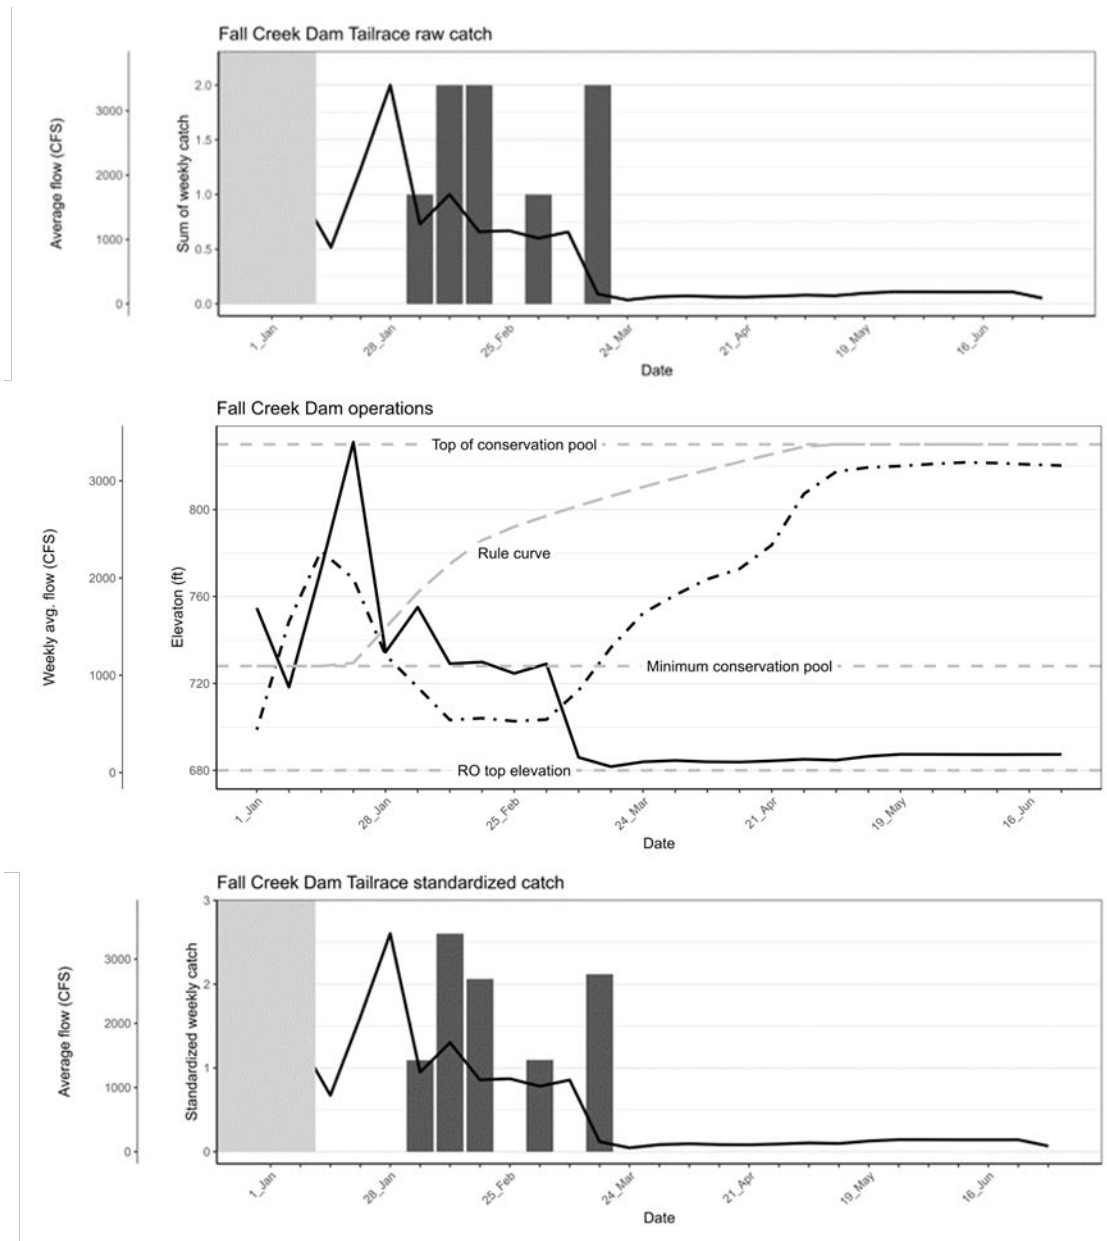 Fall Creek Dam Tailrace raw catch
Average flow (CFS)
3000
2000
1000
0
Sum of weekly catch
2.0
1.5
1.0
0.5
0.0
1_Jan
28_Jan
25_Feb
24_Mar
21_Apr
19_May
16_Jun
Date
Fall Creek Dam operations
Weekly avg. flow (CFS)
3000
2000
1000
0
Elevaton (ft)
800
760
720
680
Top of conservation pool
Rule curve
Minimum conservation pool
RO top elevation
1_Jan
28_Jan
25_Feb
24_Mar
21_Apr
19_May
16_Jun
Date
Fall Creek Dam Tailrace standardized catch
Average flow (CFS)
3000
2000
1000
0
Standardized weekly catch
3
2
1
0
1_Jan
28_Jan
25_Feb
24_Mar
21_Apr
19_May
16_Jun
Date